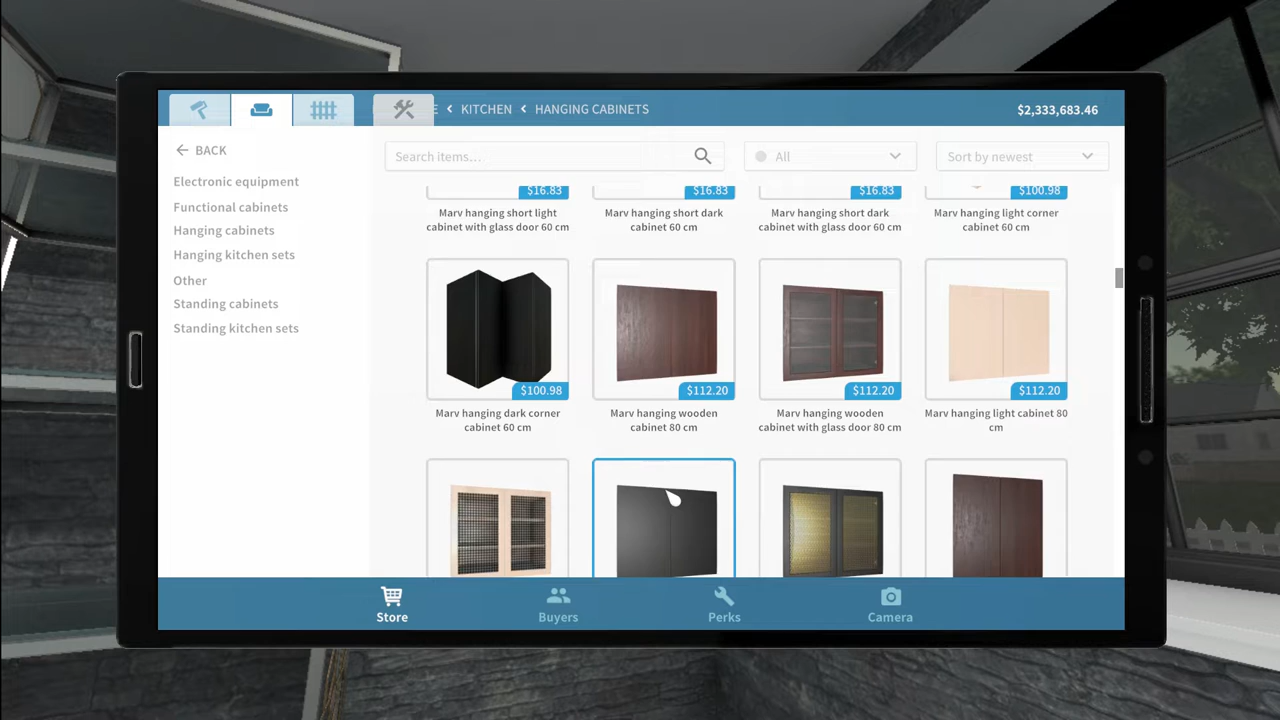 E < KITCHEN < HANGING CABINETS
$2,333,683.46
BACK
Search items...
All
Sort by newest
Electronic equipment
Functional cabinets
Hanging cabinets
Hanging kitchen sets
Other
Standing cabinets
Standing kitchen sets
$16.83
$16.83
$16.83
$100.98
Marv hanging short light
cabinet with glass door 60 cm
Marv hanging short dark
cabinet 60 cm
Marv hanging short dark
cabinet with glass door 60 cm
Marv hanging light corner
cabinet 60 cm
$100.98
$112.20
$112.20
$112.20
Marv hanging dark corner
cabinet 60 cm
Marv hanging wooden
cabinet 80 cm
Marv hanging wooden
cabinet with glass door 80 cm
Marv hanging light cabinet 80
cm
Store
Buyers
Perks
Camera